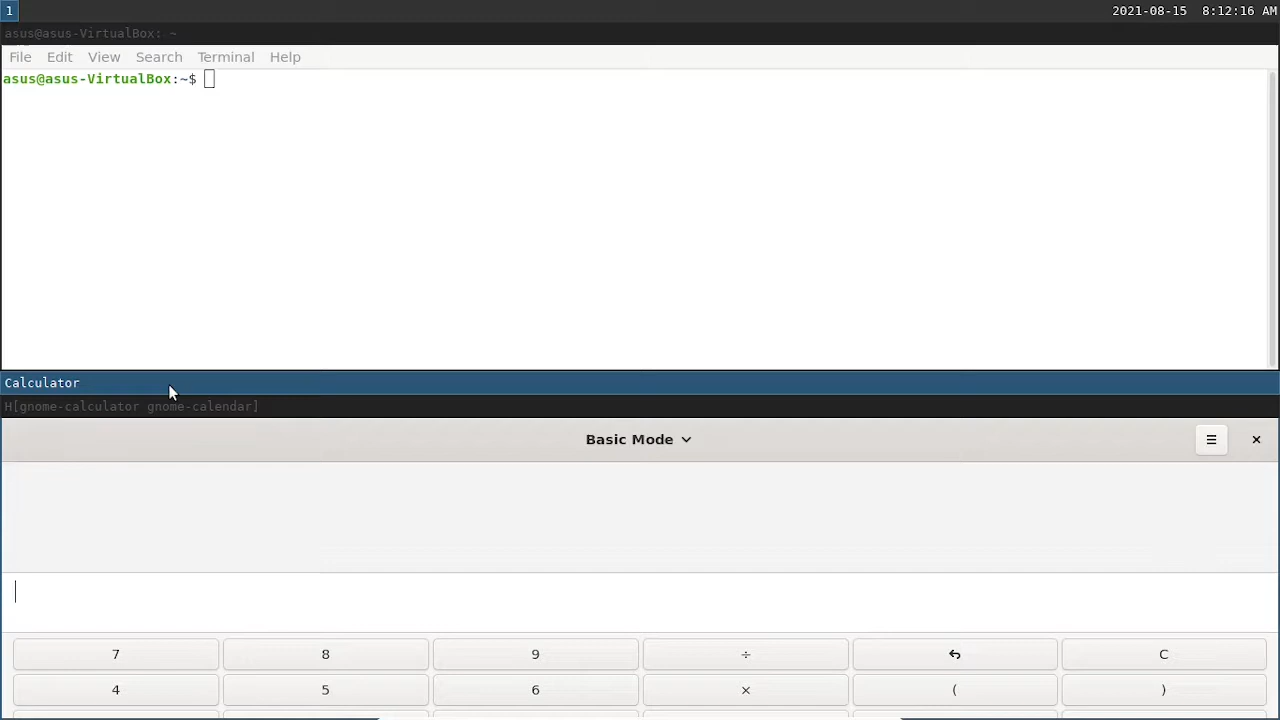 1 2021-08-15 8:12:16 AM
asus@asus-VirtualBox: ~
File Edit View Search Terminal Help
asus@asus-VirtualBox:~$
Calculator
H[gnome-calculator gnome-calendar]
Basic Mode
7 8 9 ÷ C
4 5 6 × ( )